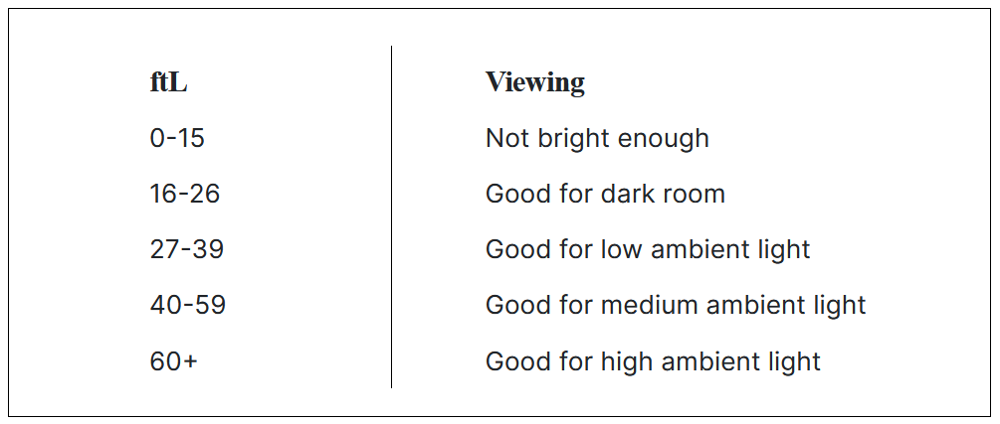 ftL Viewing
0-15 Not bright enough
16-26 Good for dark room
27-39 Good for low ambient light
40-59 Good for medium ambient light
60+ Good for high ambient light